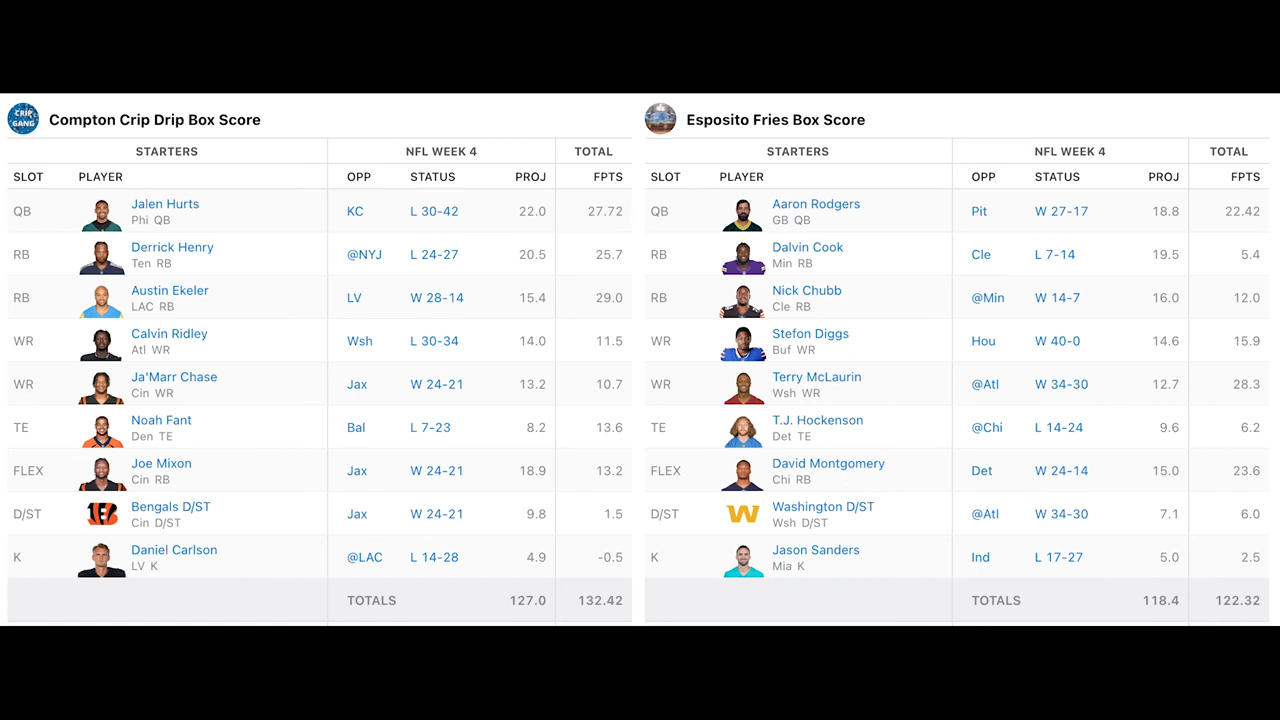 CRIP GANG
Compton Crip Drip Box Score
STARTERS NFL WEEK 4 TOTAL
SLOT PLAYER OPP STATUS PROJ FPTS
QB Jalen Hurts KC L 30-42 22.0 27.72
Phi QB
RB Derrick Henry @NYJ L 24-27 20.5 25.7
Ten RB
RB Austin Ekeler LV W 28-14 15.4 29.0
LAC RB
WR Calvin Ridley Wsh L 30-34 14.0 11.5
Atl WR
WR Ja'Marr Chase Jax W 24-21 13.2 10.7
Cin WR
TE Noah Fant Bal L 7-23 8.2 13.6
Den TE
FLEX Joe Mixon Jax W 24-21 18.9 13.2
Cin RB
D/ST Bengals D/ST Jax W 24-21 9.8 1.5
Cin D/ST
K Daniel Carlson @LAC L 14-28 4.9 -0.5
LV K
TOTALS 127.0 132.42
Esposito Fries Box Score
STARTERS NFL WEEK 4 TOTAL
SLOT PLAYER OPP STATUS PROJ FPTS
QB Aaron Rodgers Pit W 27-17 18.8 22.42
GB QB
RB Dalvin Cook Cle L 7-14 19.5 5.4
Min RB
RB Nick Chubb @Min W 14-7 16.0 12.0
Cle RB
WR Stefon Diggs Hou W 40-0 14.6 15.9
Buf WR
WR Terry McLaurin @Atl W 34-30 12.7 28.3
Wsh WR
TE T.J. Hockenson @Chi L 14-24 9.6 6.2
Det TE
FLEX David Montgomery Det W 24-14 15.0 23.6
Chi RB
D/ST W Washington D/ST @Atl W 34-30 7.1 6.0
Wsh D/ST
K Jason Sanders Ind L 17-27 5.0 2.5
Mia K
TOTALS 118.4 122.32